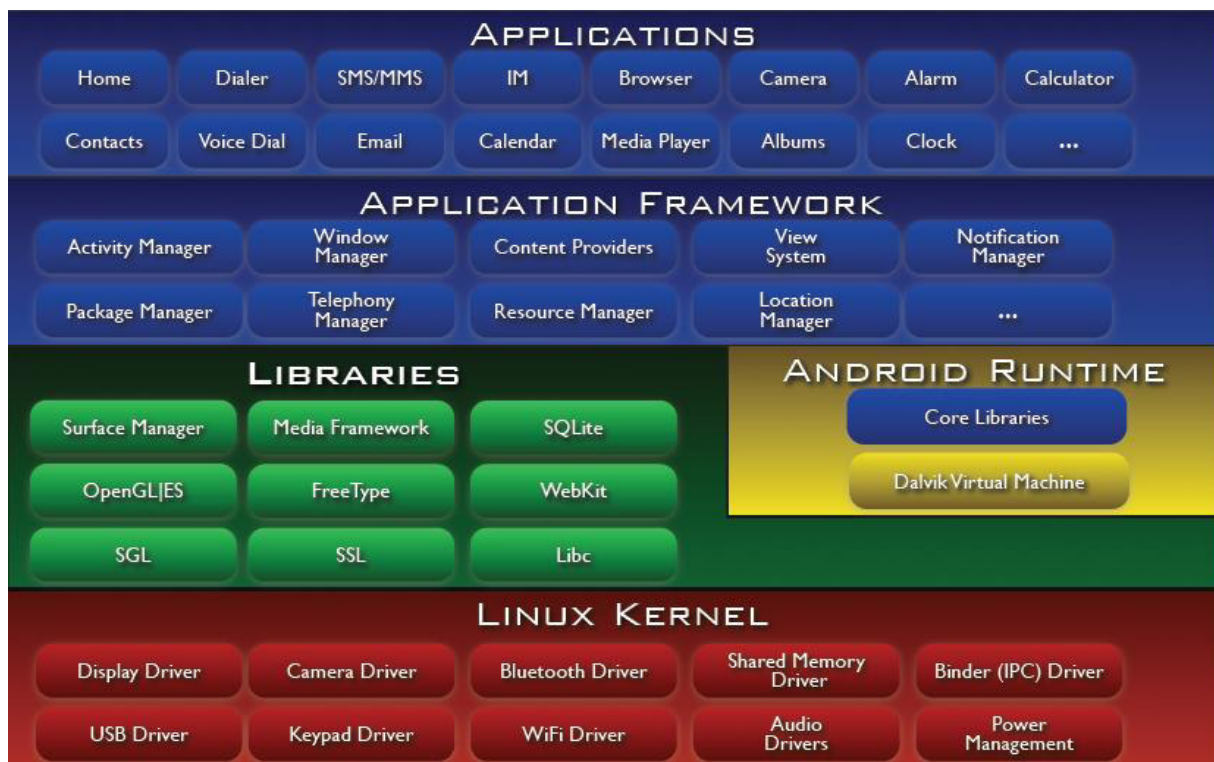 APPLICATIONS
Home Dialer SMS/MMS IM Browser Camera Alarm Calculator
Contacts Voice Dial Email Calendar Media Player Albums Clock ...
APPLICATION FRAMEWORK
Activity Manager
Window
Manager
Content Providers
View
System
Notification
Manager
Package Manager
Telephony
Manager
Resource Manager
Location
Manager
...
LIBRARIES
Surface Manager Media Framework SQLite
OpenGL|ES FreeType WebKit
SGL SSL Libc
ANDROID RUNTIME
Core Libraries
Dalvik Virtual Machine
LINUX KERNEL
Display Driver
Camera Driver
Bluetooth Driver
Shared Memory
Driver
Binder (IPC) Driver
USB Driver
Keypad Driver
WiFi Driver
Audio
Drivers
Power
Management